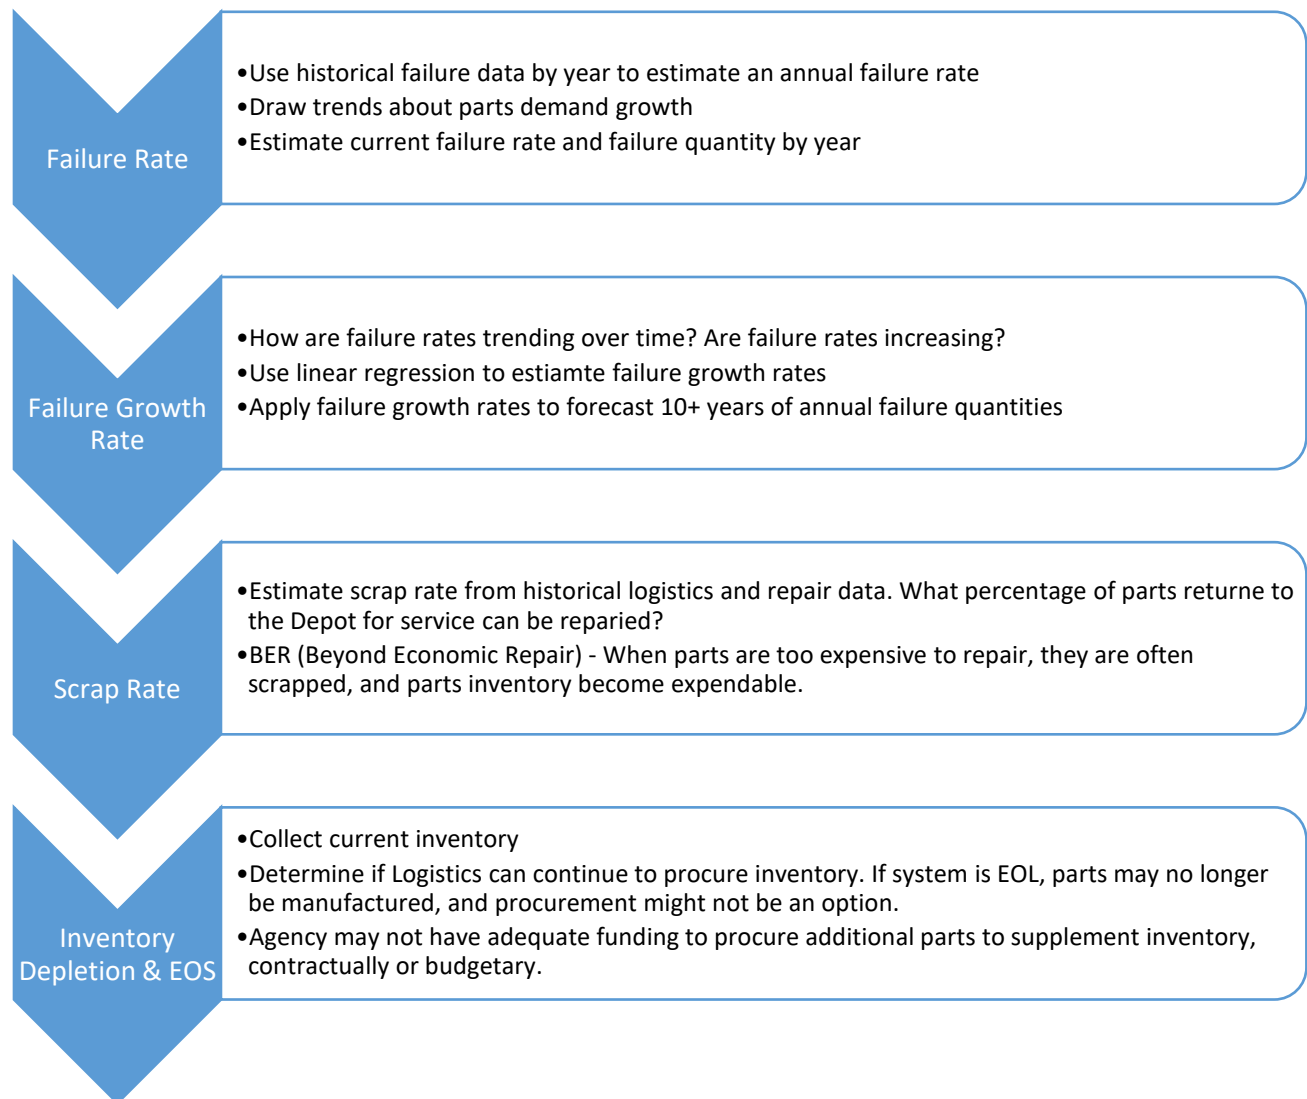 Failure Rate
•Use historical failure data by year to estimate an annual failure rate
•Draw trends about parts demand growth
•Estimate current failure rate and failure quantity by year
Failure Growth
Rate
•How are failure rates trending over time? Are failure rates increasing?
•Use linear regression to estiamte failure growth rates
•Apply failure growth rates to forecast 10+ years of annual failure quantities
Scrap Rate
•Estimate scrap rate from historical logistics and repair data. What percentage of parts returne to
the Depot for service can be reparied?
•BER (Beyond Economic Repair) - When parts are too expensive to repair, they are often
scrapped, and parts inventory become expendable.
Inventory
Depletion & EOS
•Collect current inventory
•Determine if Logistics can continue to procure inventory. If system is EOL, parts may no longer
be manufactured, and procurement might not be an option.
•Agency may not have adequate funding to procure additional parts to supplement inventory,
contractually or budgetary.